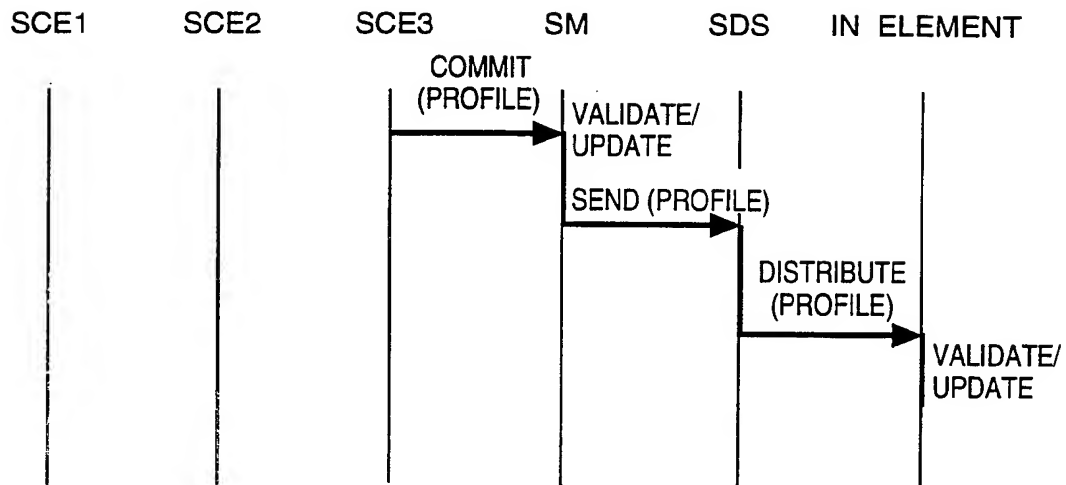 SCE1 SCE2 SCE3 SM SDS IN ELEMENT
COMMIT
(PROFILE)
VALIDATE/
UPDATE
SEND (PROFILE)
DISTRIBUTE
(PROFILE)
VALIDATE/
UPDATE